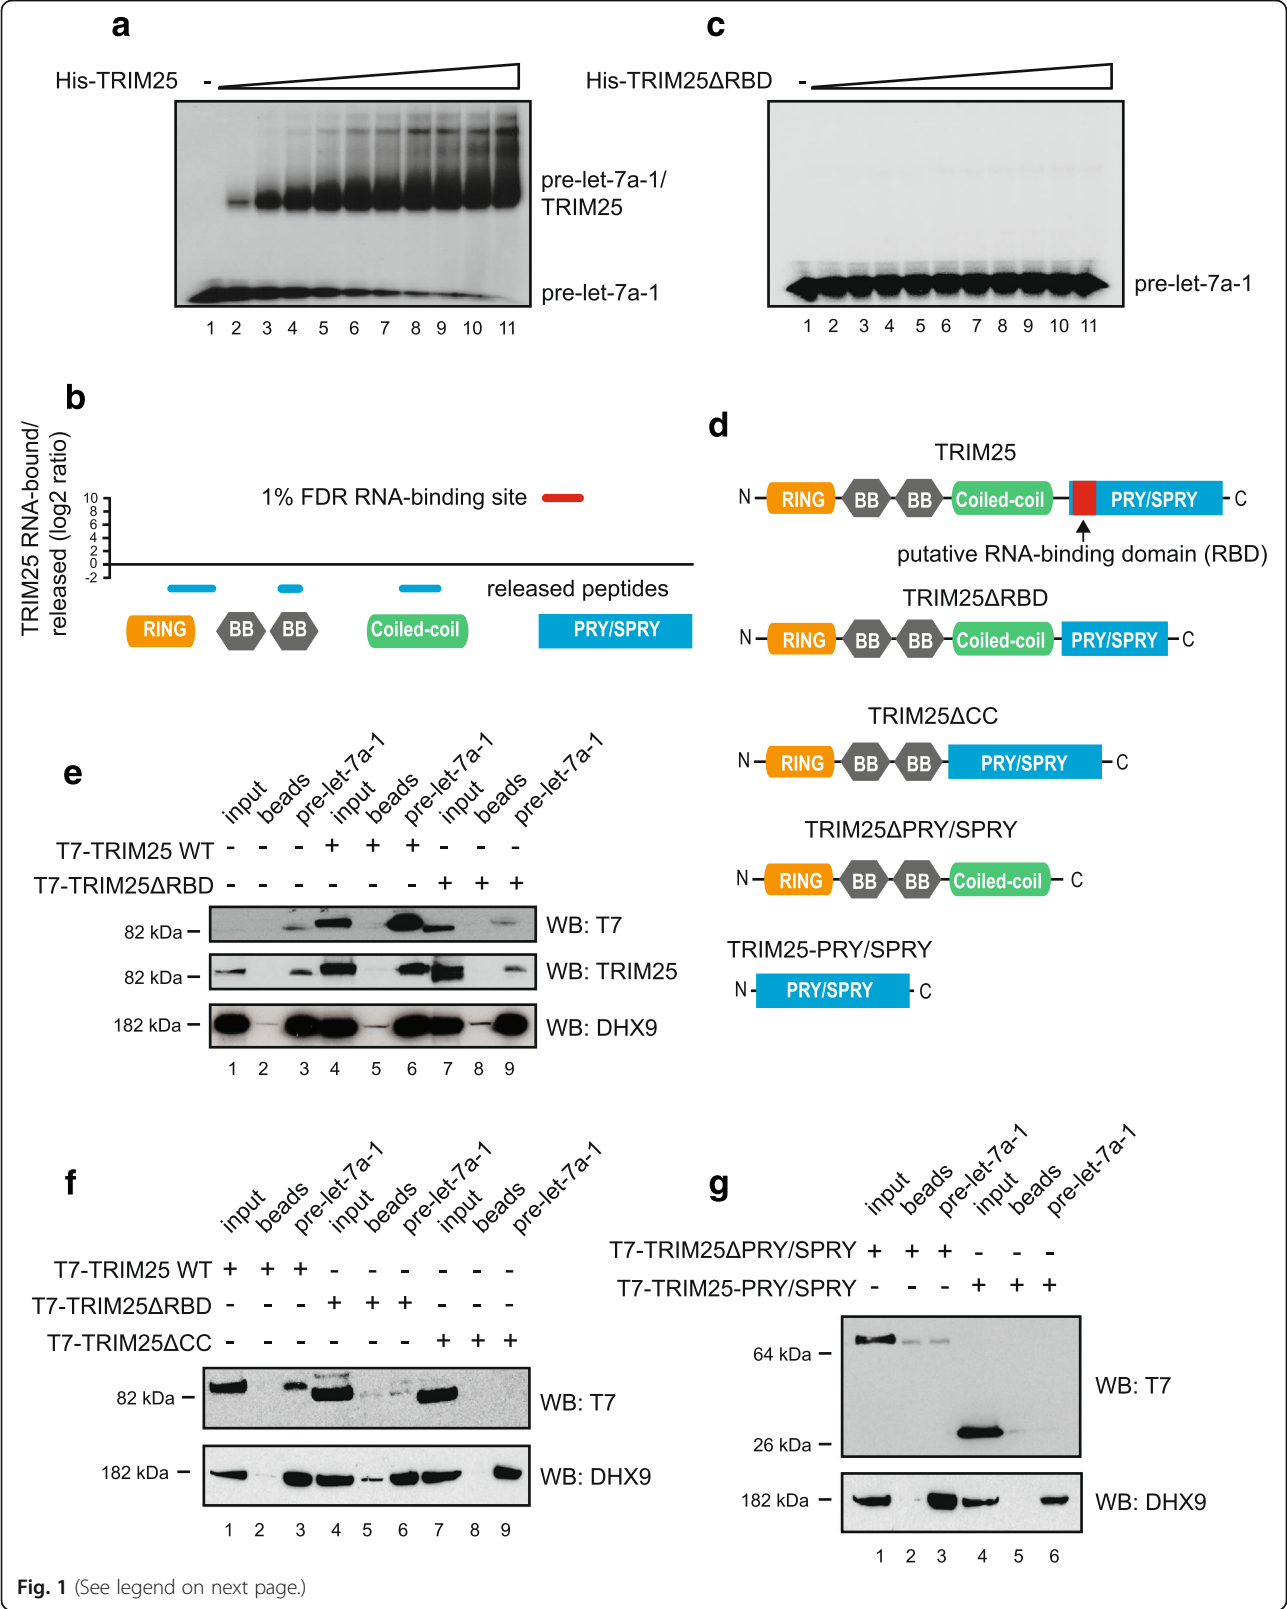 a
His-TRIM25
-
pre-let-7a-1/
TRIM25
pre-let-7a-1
1 2 3 4 5 6 7 8 9 10 11
c
His-TRIM25ΔRBD
-
pre-let-7a-1
1 2 3 4 5 6 7 8 9 10 11
b
TRIM25 RNA-bound/
released (log2 ratio)
10
8
6
4
2
0
-2
1% FDR RNA-binding site
released peptides
RING BB BB Coiled-coil PRY/SPRY
d
TRIM25
N RING BB BB Coiled-coil PRY/SPRY C
putative RNA-binding domain (RBD)
TRIM25ΔRBD
N RING BB BB Coiled-coil PRY/SPRY C
TRIM25ΔCC
N RING BB BB PRY/SPRY C
TRIM25ΔPRY/SPRY
N RING BB BB Coiled-coil C
TRIM25-PRY/SPRY
N PRY/SPRY C
e
input beads pre-let-7a-1 input beads pre-let-7a-1 input beads pre-let-7a-1
T7-TRIM25 WT - - - + + + - - -
T7-TRIM25ΔRBD - - - - - - + + +
82 kDa WB: T7
82 kDa WB: TRIM25
182 kDa WB: DHX9
1 2 3 4 5 6 7 8 9
f
input beads pre-let-7a-1 input beads pre-let-7a-1 input beads pre-let-7a-1
T7-TRIM25 WT + + + - - - - - -
T7-TRIM25ΔRBD - - - + + + - - -
T7-TRIM25ΔCC - - - - - - + + +
82 kDa WB: T7
182 kDa WB: DHX9
1 2 3 4 5 6 7 8 9
g
input beads pre-let-7a-1 input beads pre-let-7a-1
T7-TRIM25ΔPRY/SPRY + + + - - -
T7-TRIM25-PRY/SPRY - - - + + +
64 kDa
WB: T7
26 kDa
182 kDa WB: DHX9
1 2 3 4 5 6
Fig. 1 (See legend on next page.)